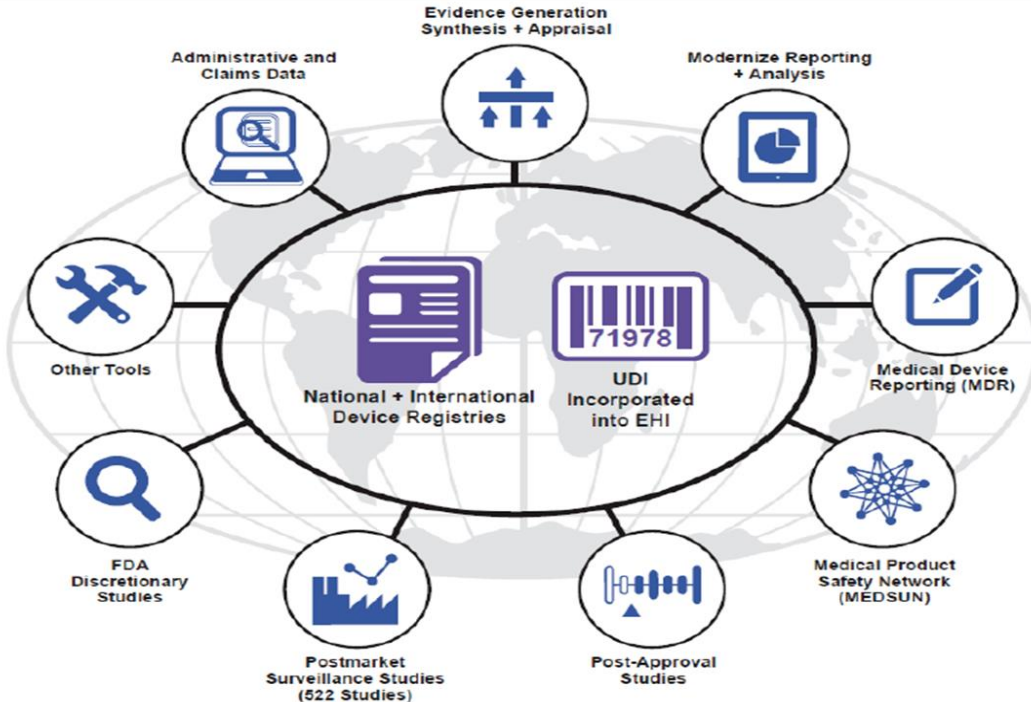 Evidence Generation
Synthesis + Appraisal
Administrative and
Claims Data
Modernize Reporting
+ Analysis
Other Tools
71978
National + International
Device Registries
UDI
Incorporated
into EHI
Medical Device
Reporting (MDR)
FDA
Discretionary
Studies
Medical Product
Safety Network
(MEDSUN)
Postmarket
Surveillance Studies
(522 Studies)
Post-Approval
Studies